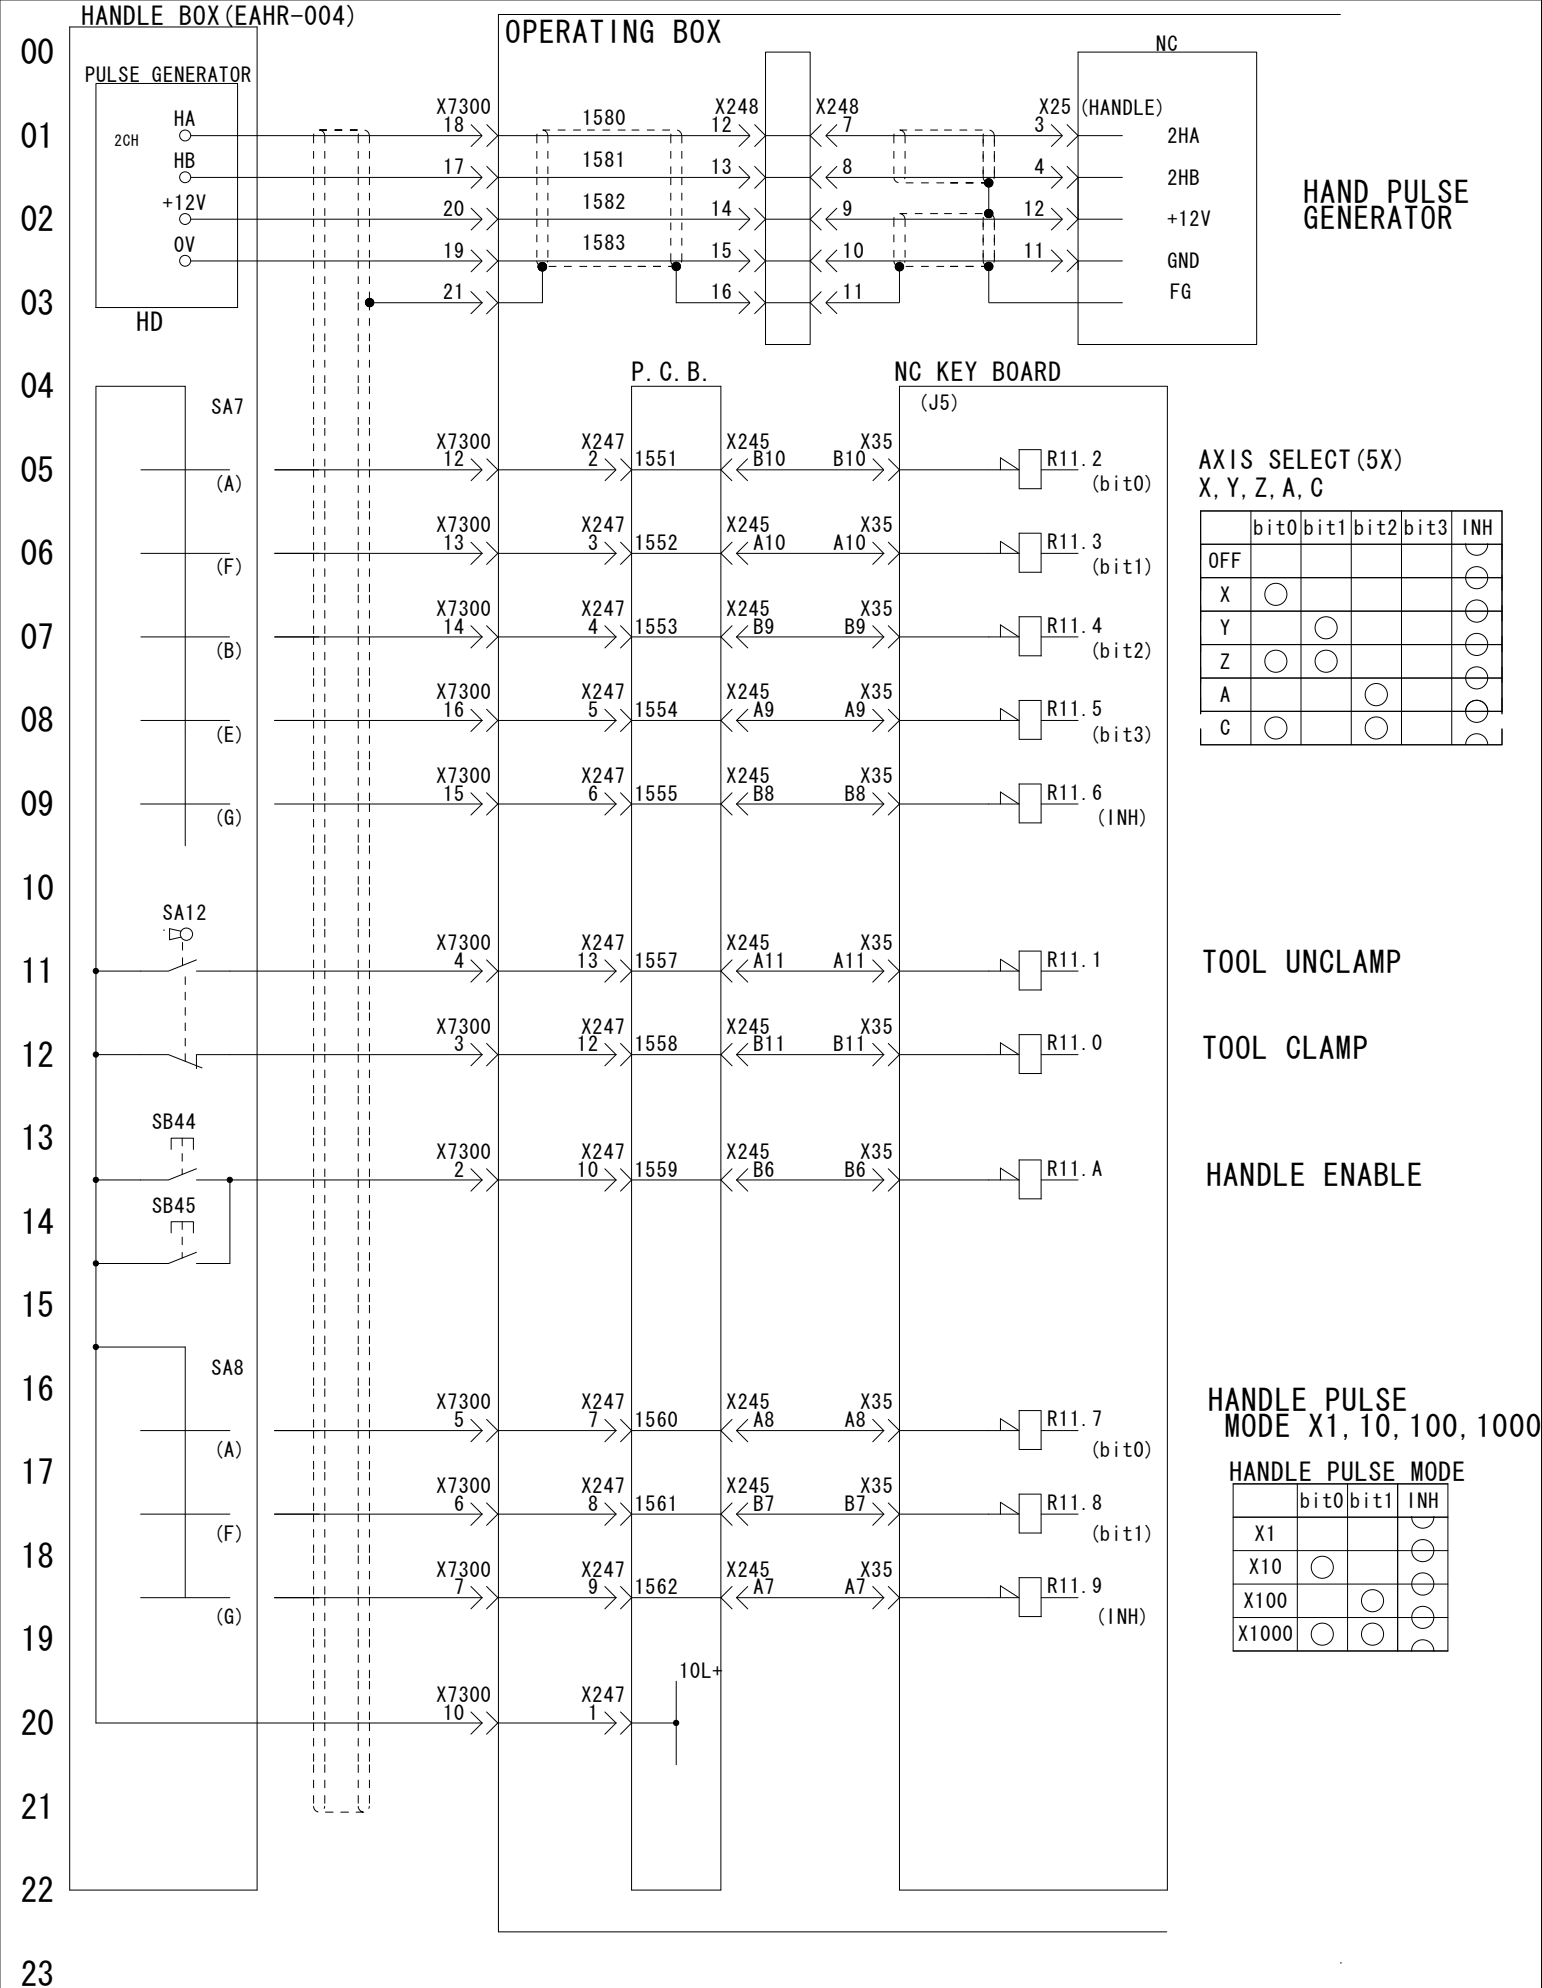 HANDLE BOX(EAHR-004)
00
OPERATING BOX
NC
PULSE GENERATOR
X7300 X248 X248 X25 (HANDLE)
01
2CH
HA 18 1580 12 7 3 2HA
HB 17 1581 13 8 4 2HB
HAND PULSE
GENERATOR
02
+12V 20 1582 14 9 12 +12V
0V 19 1583 15 10 11 GND
03
21 16 11 FG
HD
P.C.B. NC KEY BOARD
04
(J5)
SA7
X7300 X247 X245 X35
05 12 2 1551 B10 B10 R11.2
(A) (bit0)
X7300 X247 X245 X35
06 13 3 1552 A10 A10 R11.3
(F) (bit1)
X7300 X247 X245 X35
07 14 4 1553 B9 B9 R11.4
(B) (bit2)
X7300 X247 X245 X35
08 16 5 1554 A9 A9 R11.5
(E) (bit3)
X7300 X247 X245 X35
09 15 6 1555 B8 B8 R11.6
(G) (INH)
AXIS SELECT(5X)
X,Y,Z,A,C
bit0 bit1 bit2 bit3 INH
OFF
X
Y
Z
A
C
10
SA12
X7300 X247 X245 X35
11 4 13 1557 A11 A11 R11.1 TOOL UNCLAMP
X7300 X247 X245 X35
12 3 12 1558 B11 B11 R11.0 TOOL CLAMP
13
SB44
X7300 X247 X245 X35
2 10 1559 B6 B6 R11.A HANDLE ENABLE
SB45
14
15
SA8
16
X7300 X247 X245 X35
5 7 1560 A8 A8 R11.7
(A) (bit0)
17
X7300 X247 X245 X35
6 8 1561 B7 B7 R11.8
(F) (bit1)
18
X7300 X247 X245 X35
7 9 1562 A7 A7 R11.9
(G) (INH)
HANDLE PULSE
MODE X1,10,100,1000
HANDLE PULSE MODE
bit0 bit1 INH
X1
X10
X100
X1000
19
10L+
X7300 X247
20 10 1
21
22
23